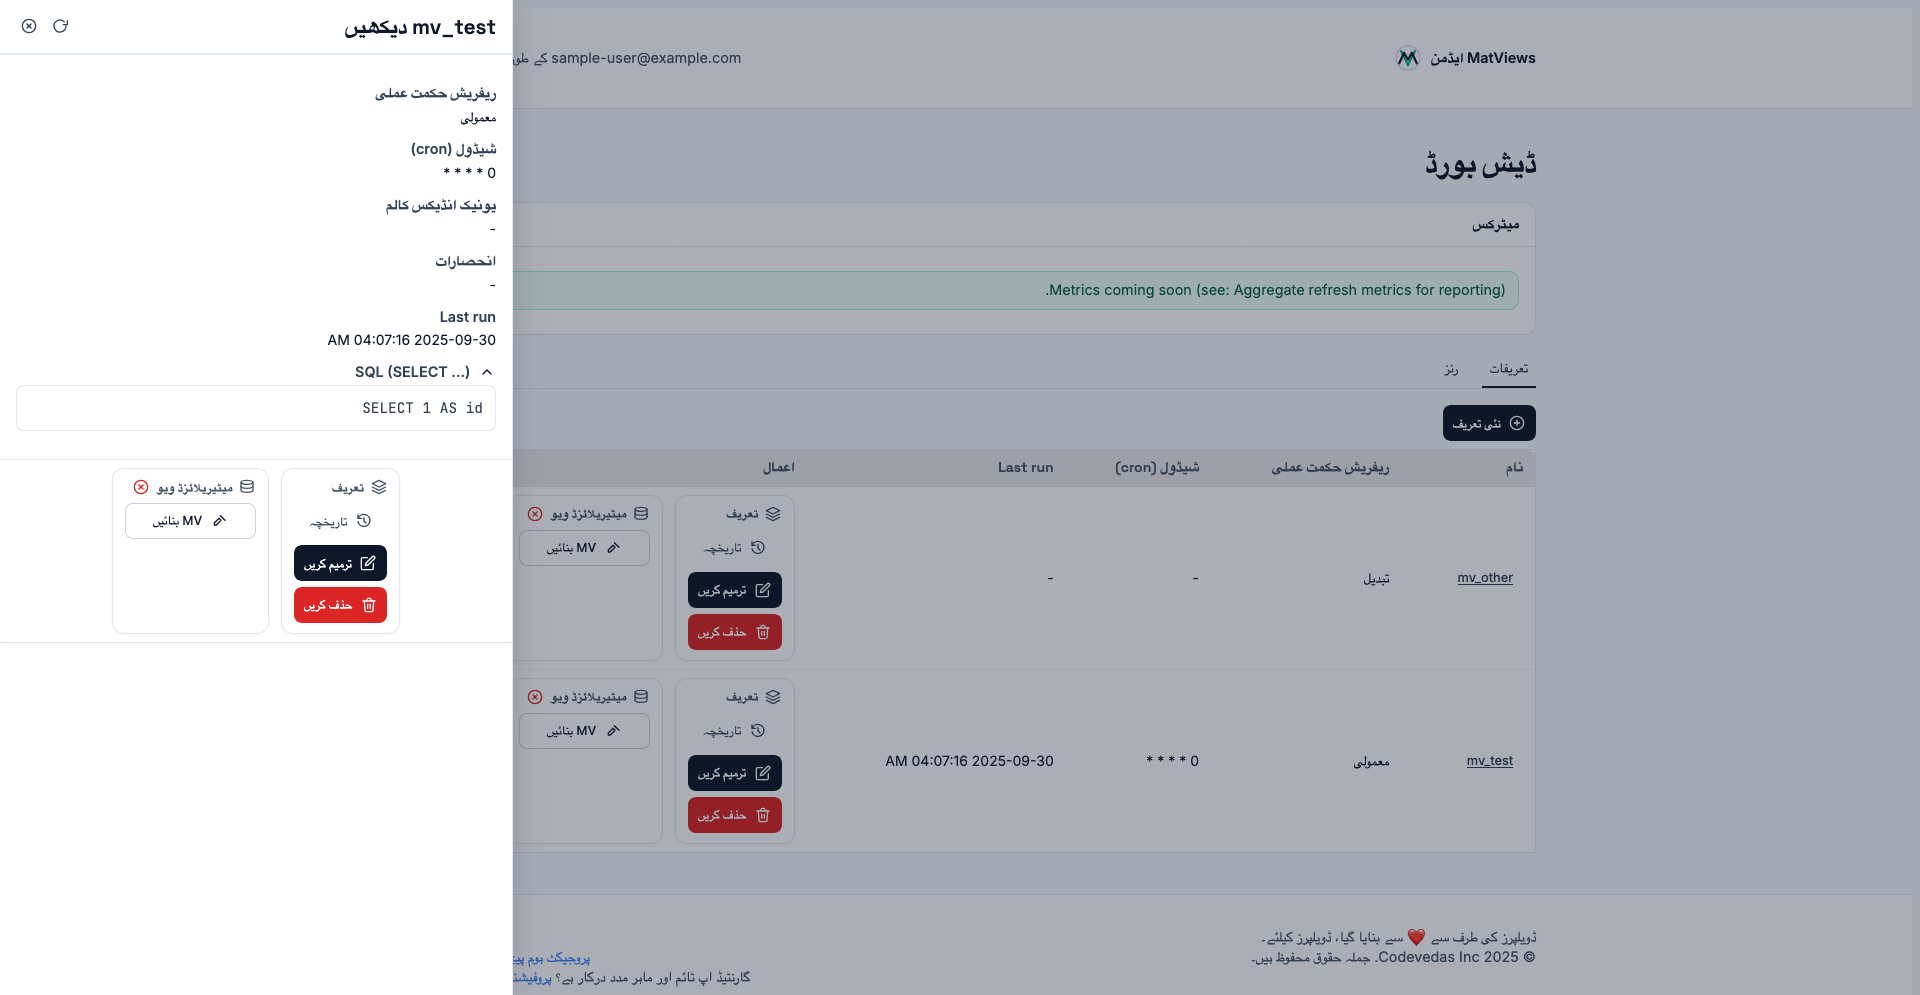 mv_test دیکھیں
ریفریش حکمت عملی
معمولی
شیڈول (cron)
0 * * * *
یونیک انڈیکس کالم
-
انحصارات
-
Last run
AM 04:07:16 2025-09-30
SQL (SELECT ...)
SELECT 1 AS id
تعریف
تاریخچہ
ترمیم کریں
حذف کریں
میٹیریلائزڈ ویو
MV بنائیں
MatViews ایڈمن
sample-user@example.com کے
ڈیش بورڈ
میٹرکس
Metrics coming soon (see: Aggregate refresh metrics for reporting).
تعریفات
رنز
نئی تعریف
نام
ریفریش حکمت عملی
شیڈول (cron)
Last run
اعمال
mv_other
تبدیل
-
-
تعریف
تاریخچہ
ترمیم کریں
حذف کریں
میٹیریلائزڈ ویو
MV بنائیں
mv_test
معمولی
0 * * * *
AM 04:07:16 2025-09-30
تعریف
تاریخچہ
ترمیم کریں
حذف کریں
میٹیریلائزڈ ویو
MV بنائیں
ڈویلپرز کی طرف سے ❤️ سے بنایا گیا، ڈویلپرز کیلئے۔
© 2025 Codevedas Inc. جملہ حقوق محفوظ ہیں۔
پروجیکٹ ہوم
گارنٹیڈ اپ ٹائم اور ماہر مدد درکار ہے؟